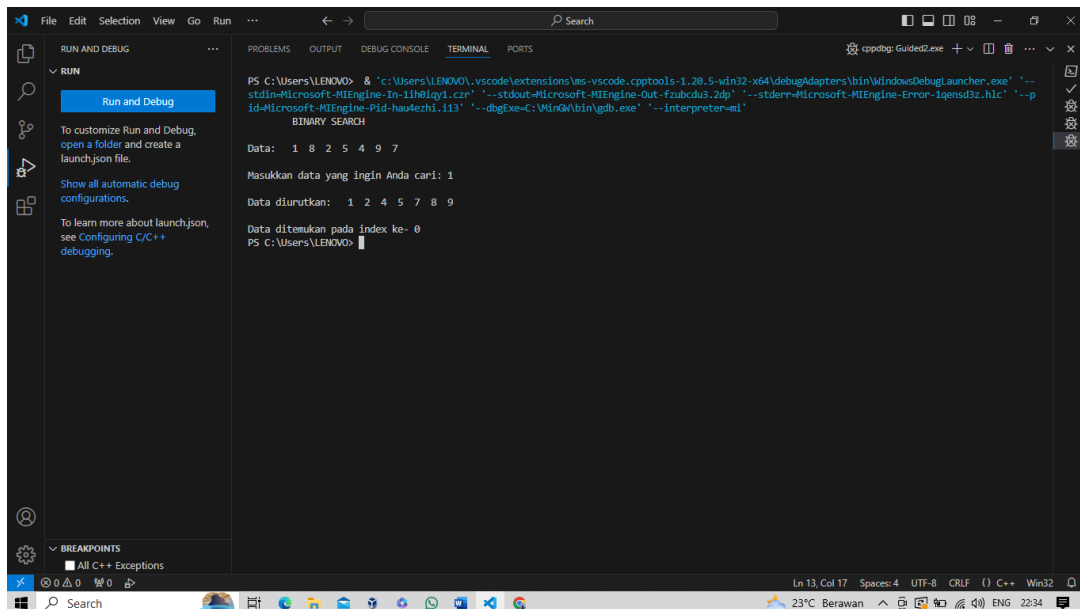 File Edit Selection View Go Run ··· Search
RUN AND DEBUG ···
RUN
Run and Debug
To customize Run and Debug,
open a folder and create a
launch.json file.
Show all automatic debug
configurations.
To learn more about launch.json,
see Configuring C/C++
debugging.
BREAKPOINTS
All C++ Exceptions
PROBLEMS OUTPUT DEBUG CONSOLE TERMINAL PORTS cppdbg: Guided2.exe
PS C:\Users\LENOVO> & 'c:\Users\LENOVO\.vscode\extensions\ms-vscode.cpptools-1.20.5-win32-x64\debugAdapters\bin\WindowsDebugLauncher.exe' '--
stdin=Microsoft-MIEngine-In-1ih0iqy1.czr' '--stdout=Microsoft-MIEngine-Out-fzubcdu3.2dp' '--stderr=Microsoft-MIEngine-Error-1qensd3z.hlc' '--p
id=Microsoft-MIEngine-Pid-hau4ezhi.i13' '--dbgExe=C:\MinGW\bin\gdb.exe' '--interpreter=mi'
BINARY SEARCH
Data: 1 8 2 5 4 9 7
Masukkan data yang ingin Anda cari: 1
Data diurutkan: 1 2 4 5 7 8 9
Data ditemukan pada index ke- 0
PS C:\Users\LENOVO>
0 0 0 Ln 13, Col 17 Spaces: 4 UTF-8 CRLF {} C++ Win32
Search 23°C Berawan ENG 22:34